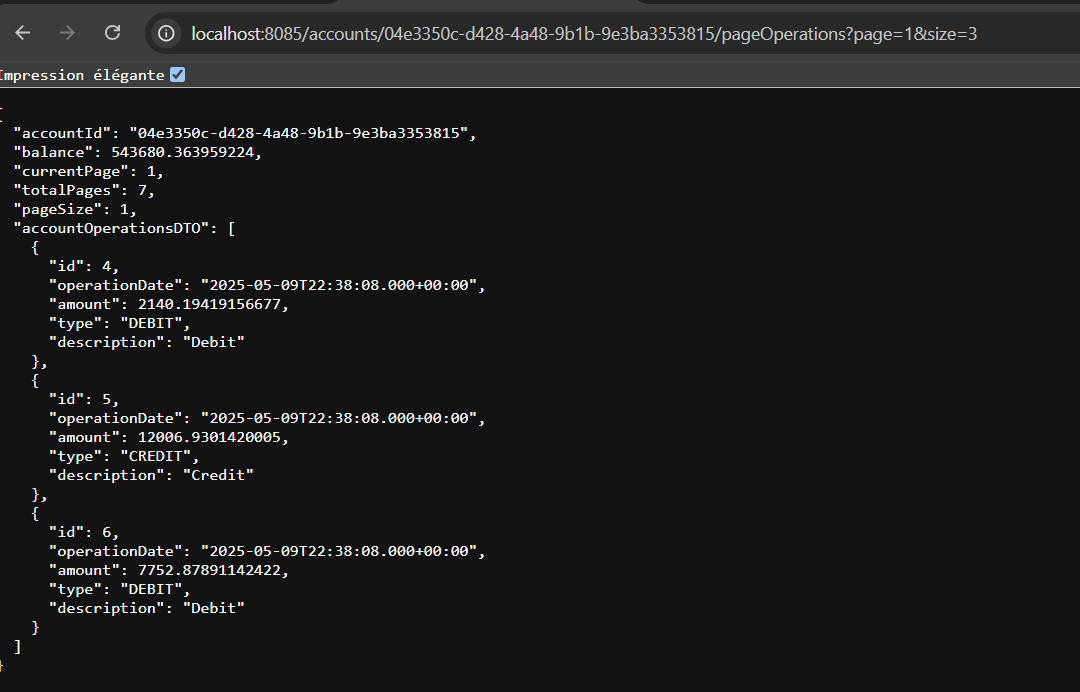 localhost:8085/accounts/04e3350c-d428-4a48-9b1b-9e3ba3353815/pageOperations?page=1&size=3
Impression élégante
{
"accountId": "04e3350c-d428-4a48-9b1b-9e3ba3353815",
"balance": 543680.363959224,
"currentPage": 1,
"totalPages": 7,
"pageSize": 1,
"accountOperationsDTO": [
{
"id": 4,
"operationDate": "2025-05-09T22:38:08.000+00:00",
"amount": 2140.19419156677,
"type": "DEBIT",
"description": "Debit"
},
{
"id": 5,
"operationDate": "2025-05-09T22:38:08.000+00:00",
"amount": 12006.9301420005,
"type": "CREDIT",
"description": "Credit"
},
{
"id": 6,
"operationDate": "2025-05-09T22:38:08.000+00:00",
"amount": 7752.87891142422,
"type": "DEBIT",
"description": "Debit"
}
]
}